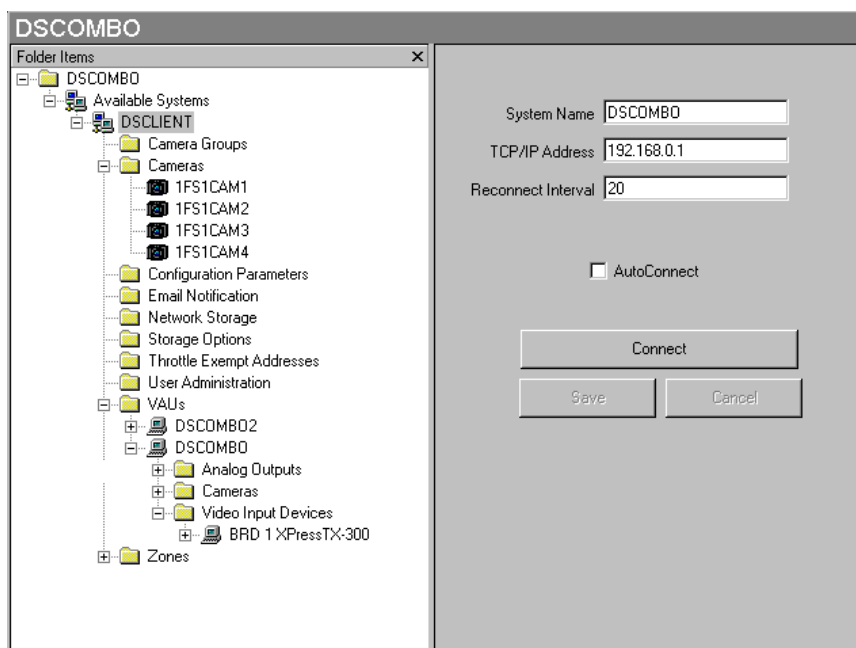 DSCOMBO
Folder Items
DSCOMBO
Available Systems
DSCLIENT
Camera Groups
Cameras
1FS1CAM1
1FS1CAM2
1FS1CAM3
1FS1CAM4
Configuration Parameters
Email Notification
Network Storage
Storage Options
Throttle Exempt Addresses
User Administration
VAUs
DSCOMBO2
DSCOMBO
Analog Outputs
Cameras
Video Input Devices
BRD 1 XPressTX-300
Zones
System Name DSCOMBO
TCP/IP Address 192.168.0.1
Reconnect Interval 20
AutoConnect
Connect
Save Cancel